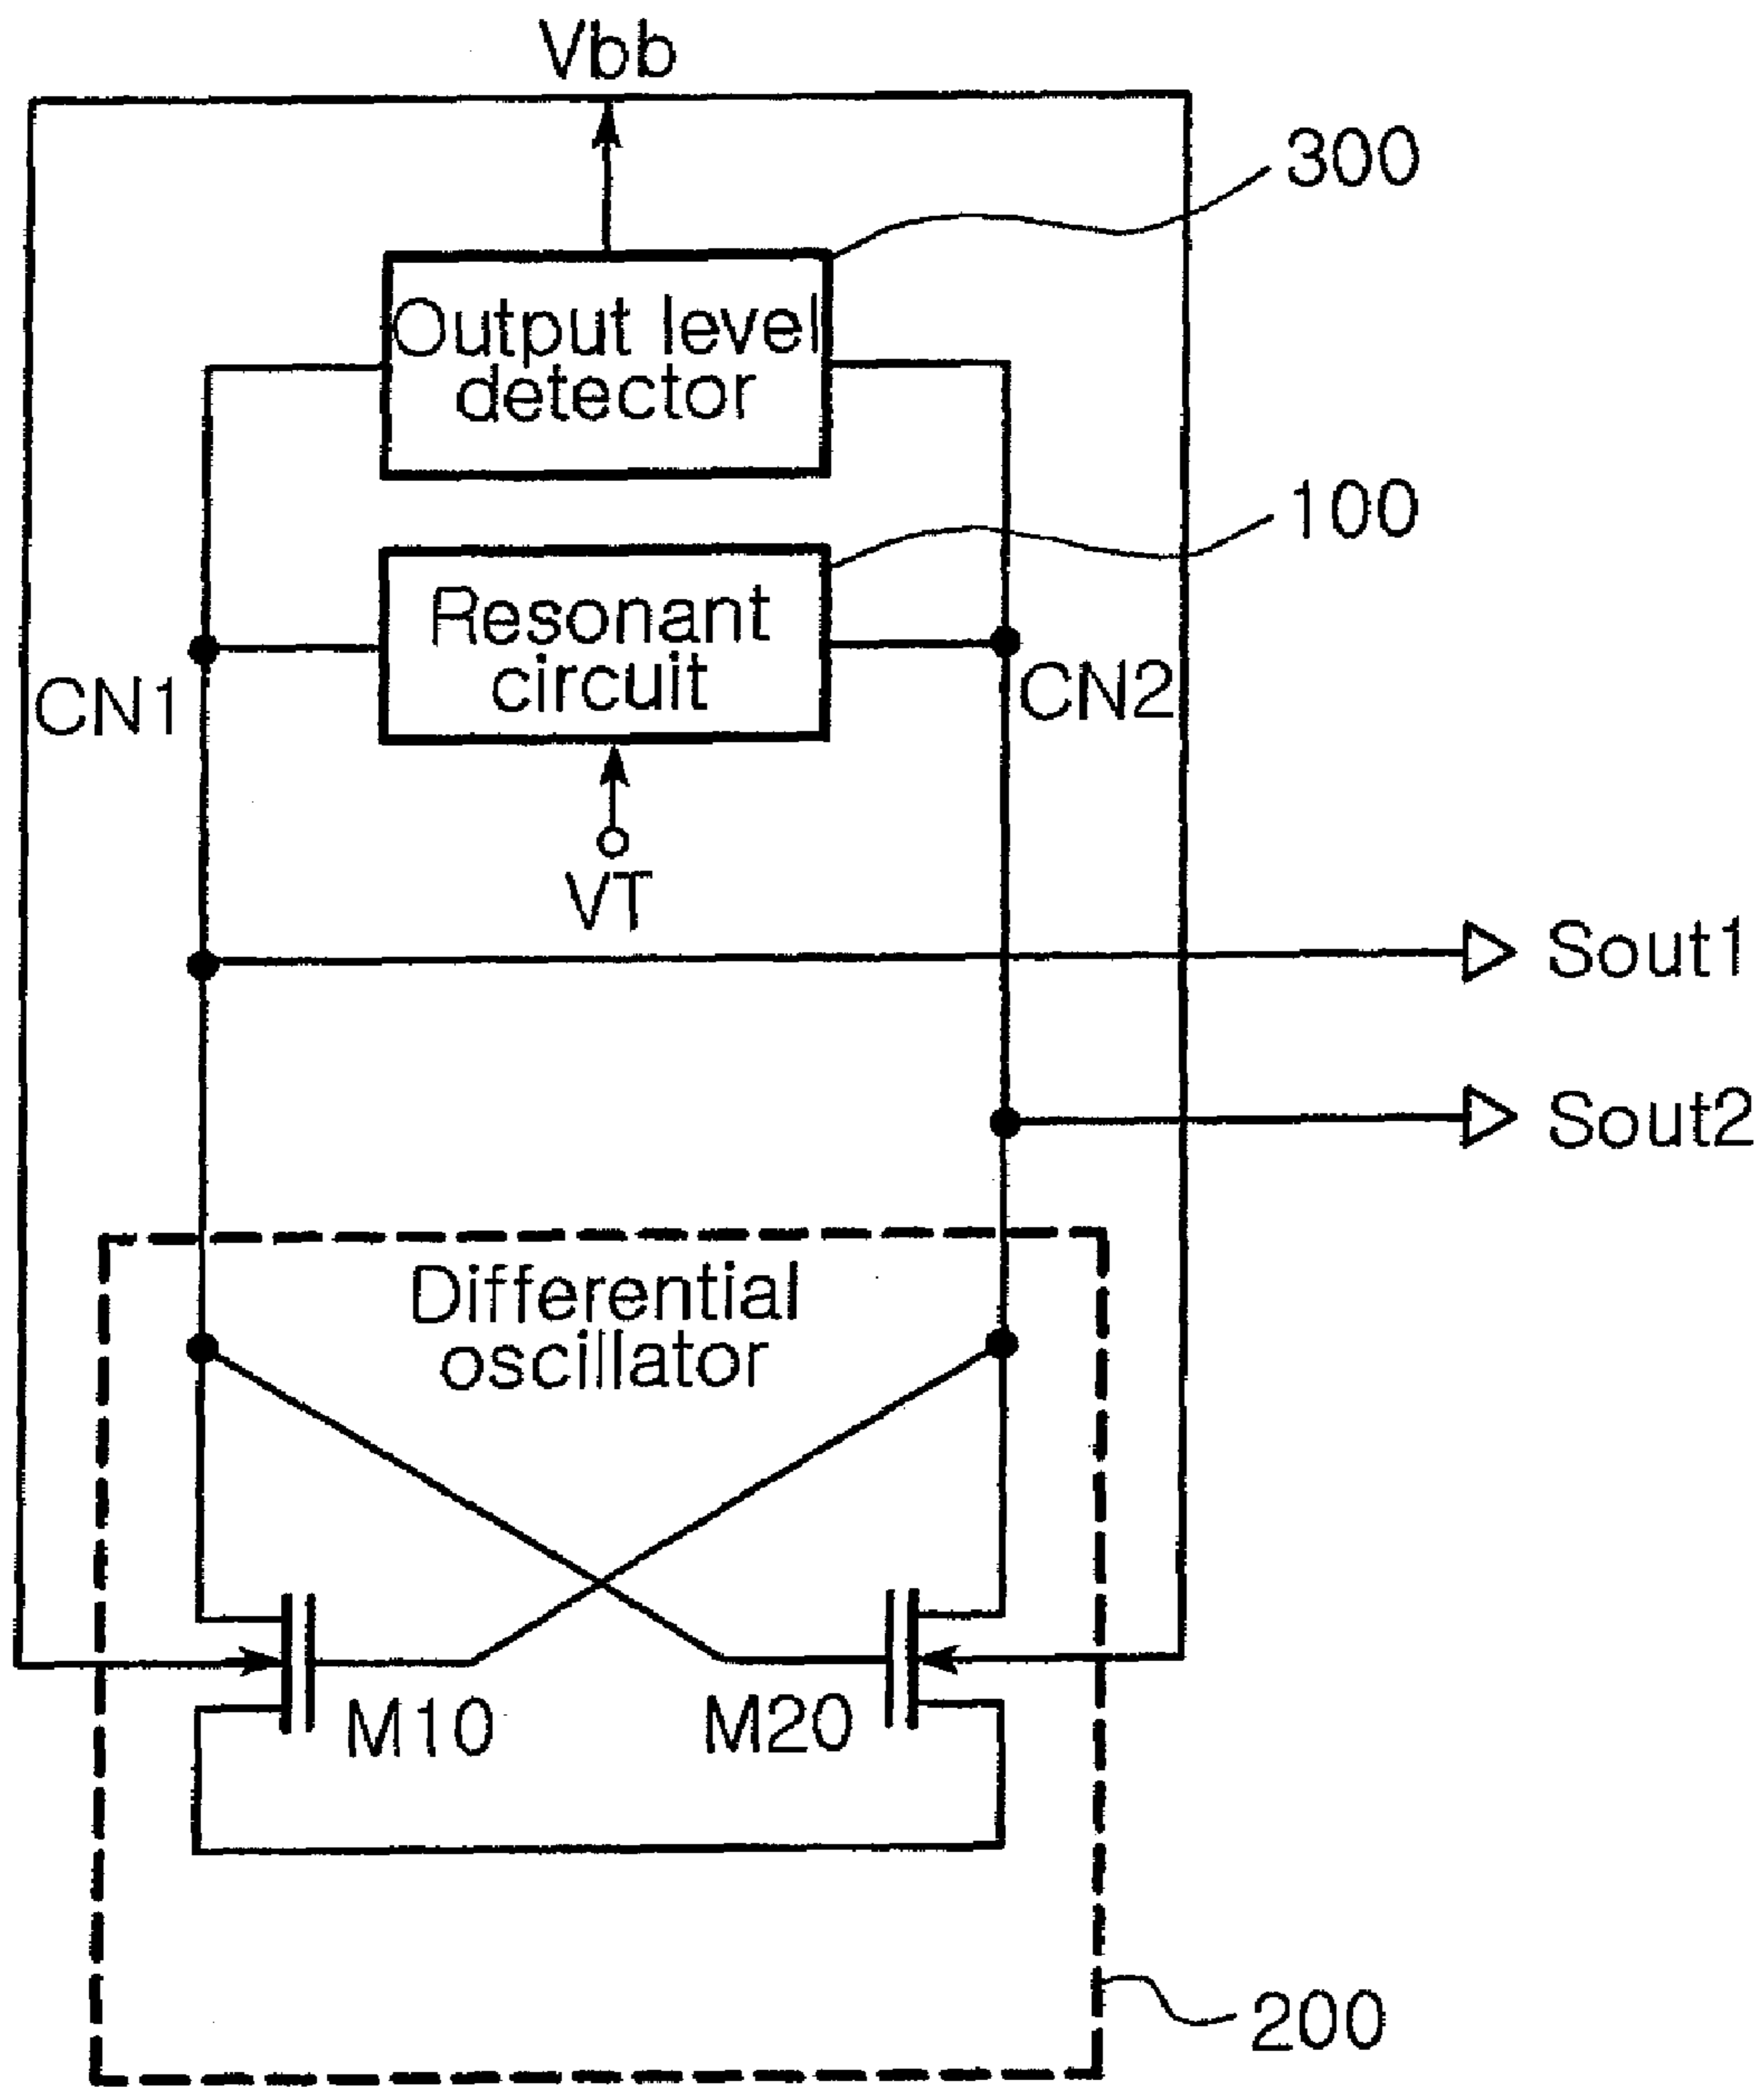 Vbb
300
Output level
detector
100
Resonant
circuit
CN1
CN2
VT
Sout1
Sout2
Differential
oscillator
M10
M20
200